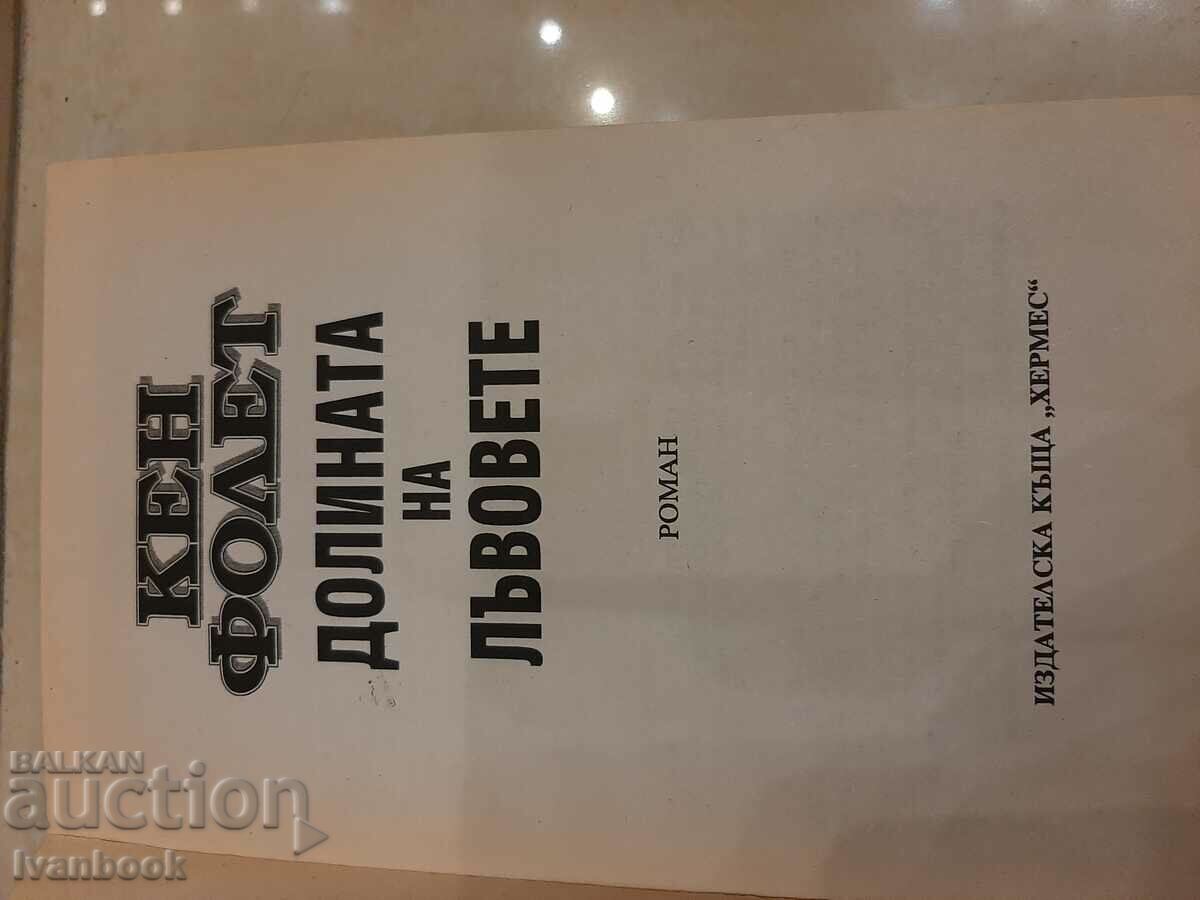 КЕН
ФОЛЕТ
ДОЛИНАТА
НА
ЛЪВОВЕТЕ
РОМАН
ИЗДАТЕЛСКА КЪЩА „ХЕРМЕС“
BALKAN
auction
Ivanbook